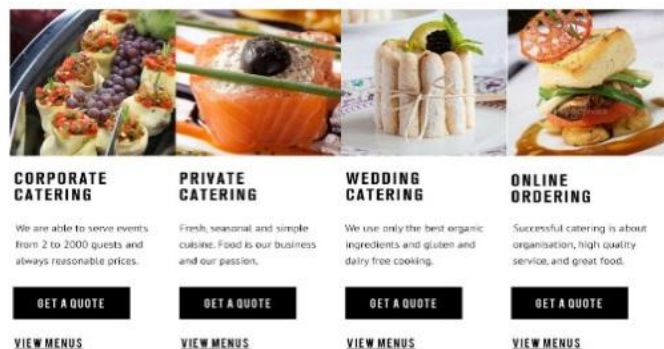 CORPORATE
CATERING
We are able to serve events
from 2 to 2000 guests and
always reasonable prices.
GET A QUOTE
VIEW MENUS
PRIVATE
CATERING
Fresh, seasonal and simple
cuisine. Food is our business
and our passion.
GET A QUOTE
VIEW MENUS
WEDDING
CATERING
We use only the best organic
ingredients and gluten and
dairy free cooking.
GET A QUOTE
VIEW MENUS
ONLINE
ORDERING
Successful catering is about
organisation, high quality
service, and great food.
GET A QUOTE
VIEW MENUS